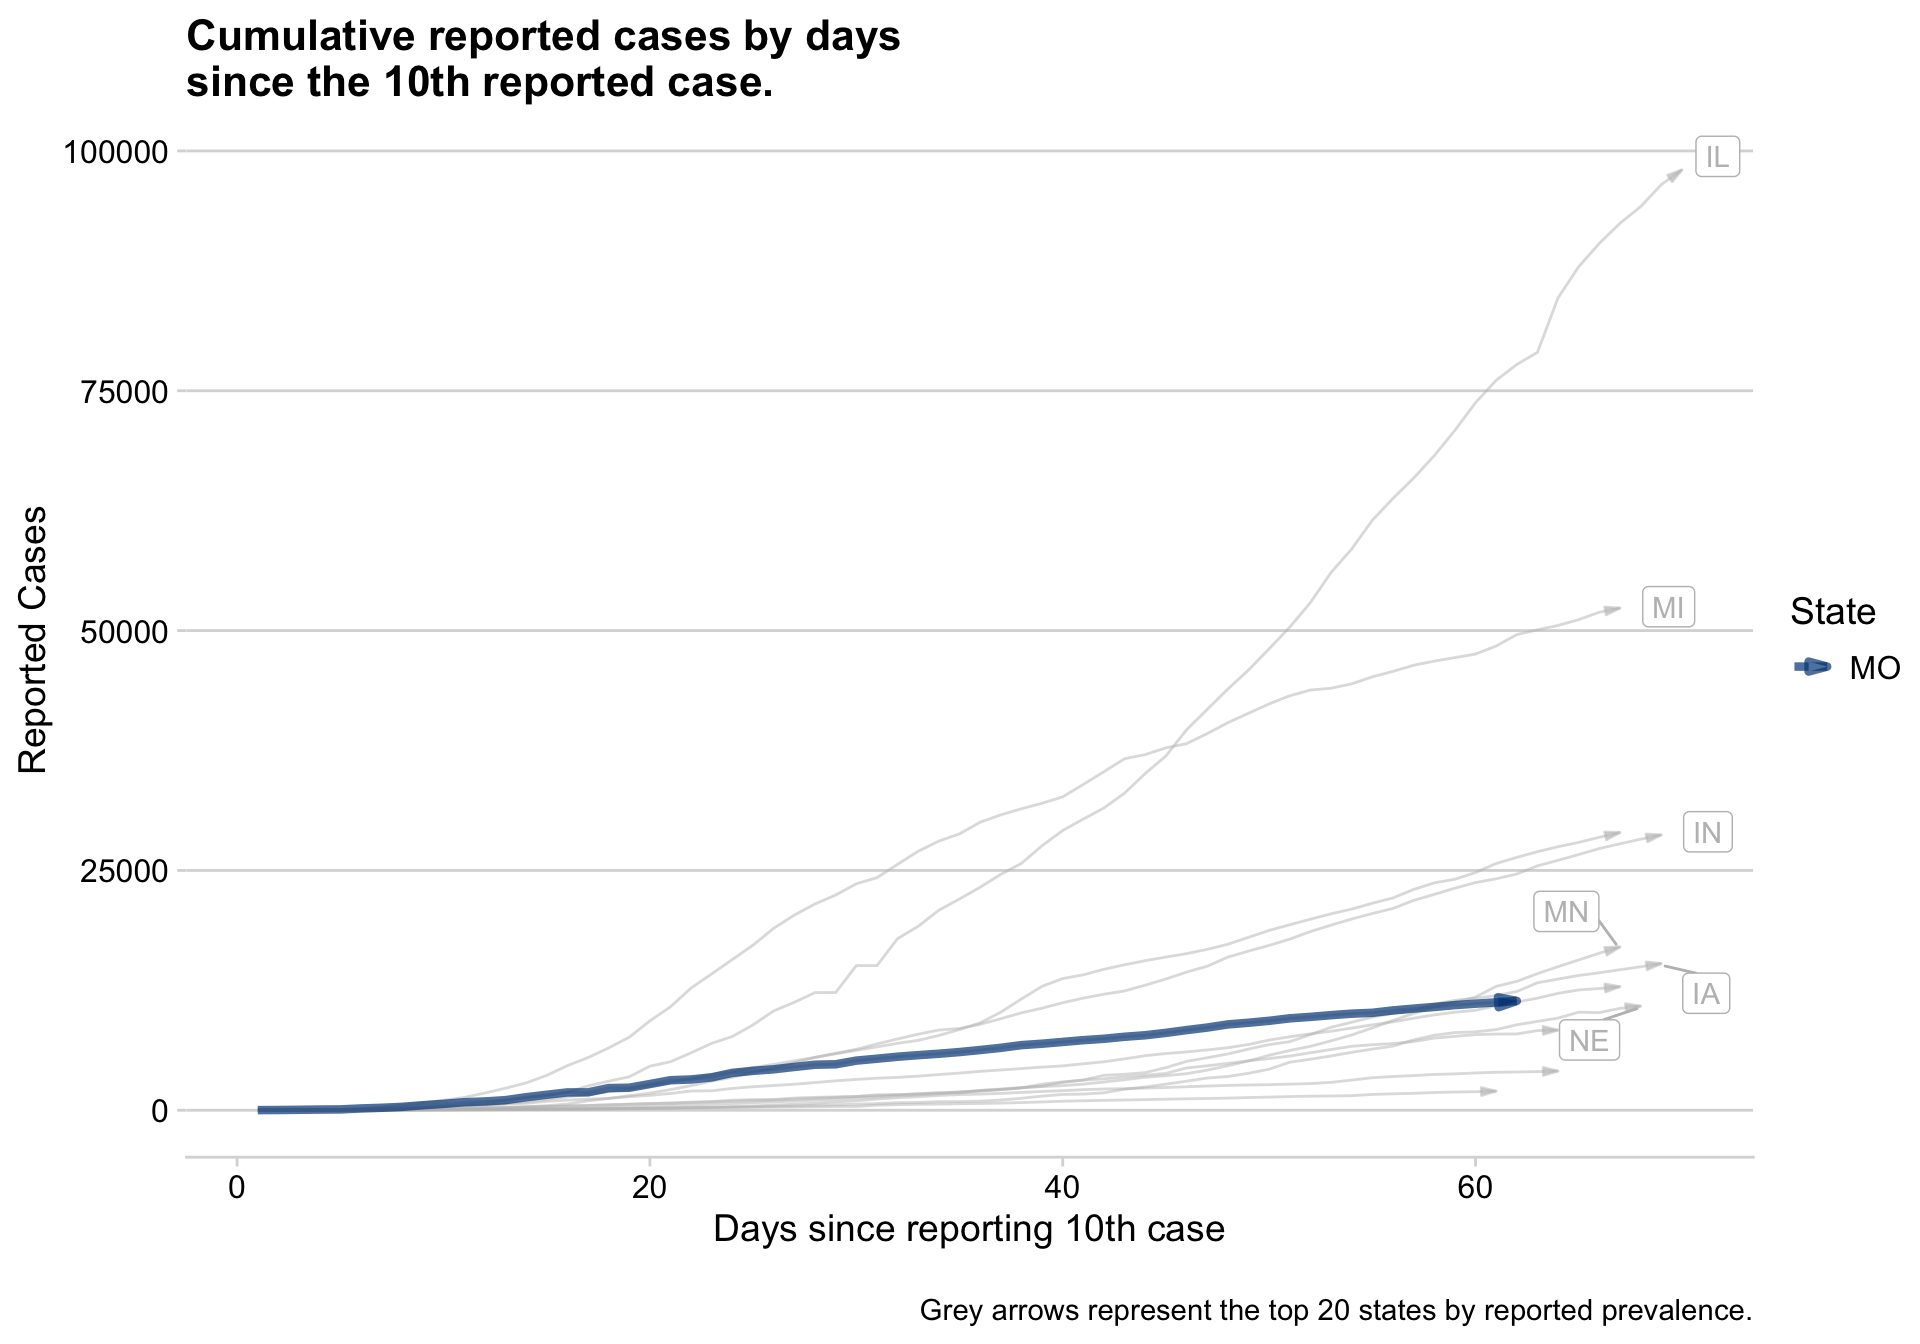 Cumulative reported cases by days
since the 10th reported case.
100000
75000
50000
25000
0
Reported Cases
IL
MI
IN
MN
IA
NE
State
MO
0
20
40
60
Days since reporting 10th case
Grey arrows represent the top 20 states by reported prevalence.